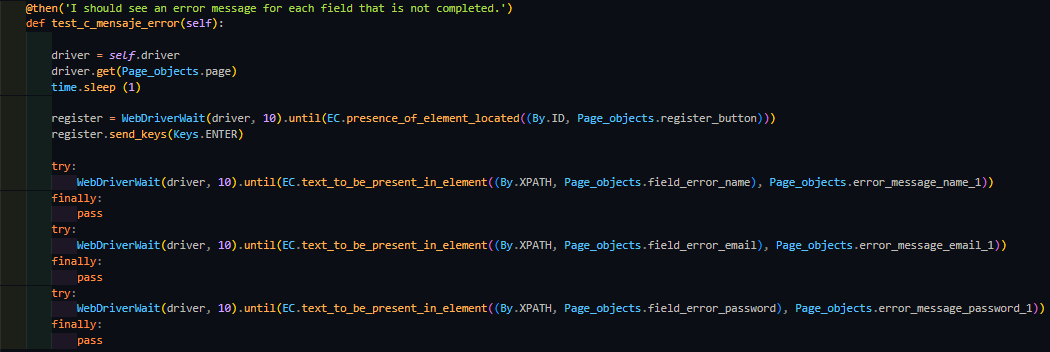 @then('I should see an error message for each field that is not completed.')
def test_c_mensaje_error(self):
driver = self.driver
driver.get(Page_objects.page)
time.sleep (1)
register = WebDriverWait(driver, 10).until(EC.presence_of_element_located((By.ID, Page_objects.register_button)))
register.send_keys(Keys.ENTER)
try:
WebDriverWait(driver, 10).until(EC.text_to_be_present_in_element((By.XPATH, Page_objects.field_error_name), Page_objects.error_message_name_1))
finally:
pass
try:
WebDriverWait(driver, 10).until(EC.text_to_be_present_in_element((By.XPATH, Page_objects.field_error_email), Page_objects.error_message_email_1))
finally:
pass
try:
WebDriverWait(driver, 10).until(EC.text_to_be_present_in_element((By.XPATH, Page_objects.field_error_password), Page_objects.error_message_password_1))
finally:
pass